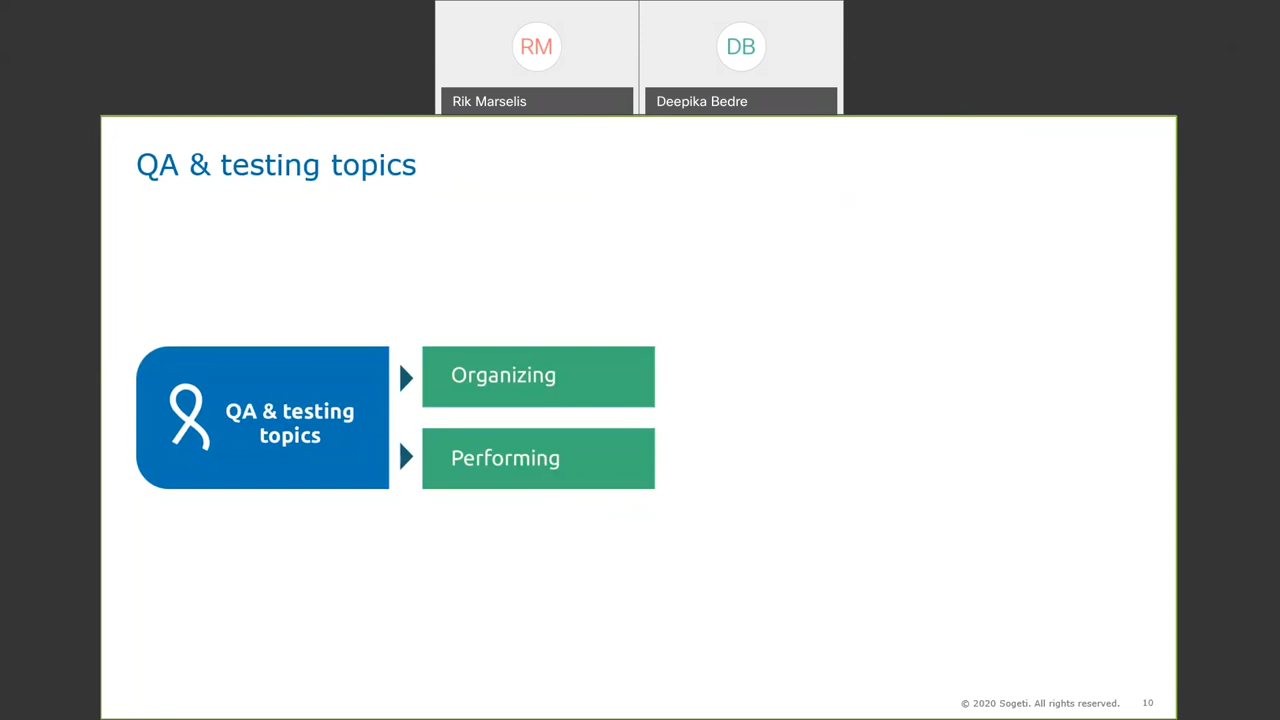 RM
DB
Rik Marselis
Deepika Bedre
QA & testing topics
QA & testing
topics
Organizing
Performing
© 2020 Sogeti. All rights reserved.
10